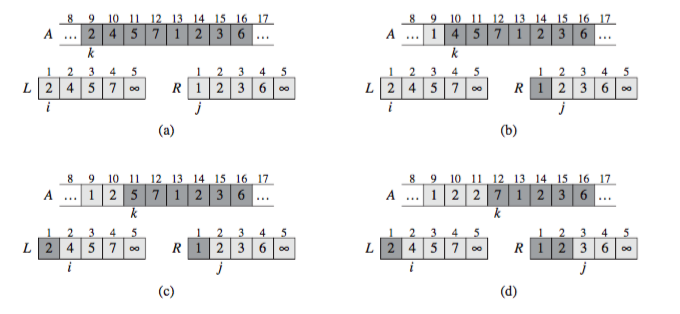 8 9 10 11 12 13 14 15 16 17
A ... 2 4 5 7 1 2 3 6 ...
k
1 2 3 4 5
L 2 4 5 7 ∞
i
1 2 3 4 5
R 1 2 3 6 ∞
j
(a)
8 9 10 11 12 13 14 15 16 17
A ... 1 4 5 7 1 2 3 6 ...
k
1 2 3 4 5
L 2 4 5 7 ∞
i
1 2 3 4 5
R 1 2 3 6 ∞
j
(b)
8 9 10 11 12 13 14 15 16 17
A ... 1 2 5 7 1 2 3 6 ...
k
1 2 3 4 5
L 2 4 5 7 ∞
i
1 2 3 4 5
R 1 2 3 6 ∞
j
(c)
8 9 10 11 12 13 14 15 16 17
A ... 1 2 2 7 1 2 3 6 ...
k
1 2 3 4 5
L 2 4 5 7 ∞
i
1 2 3 4 5
R 1 2 3 6 ∞
j
(d)